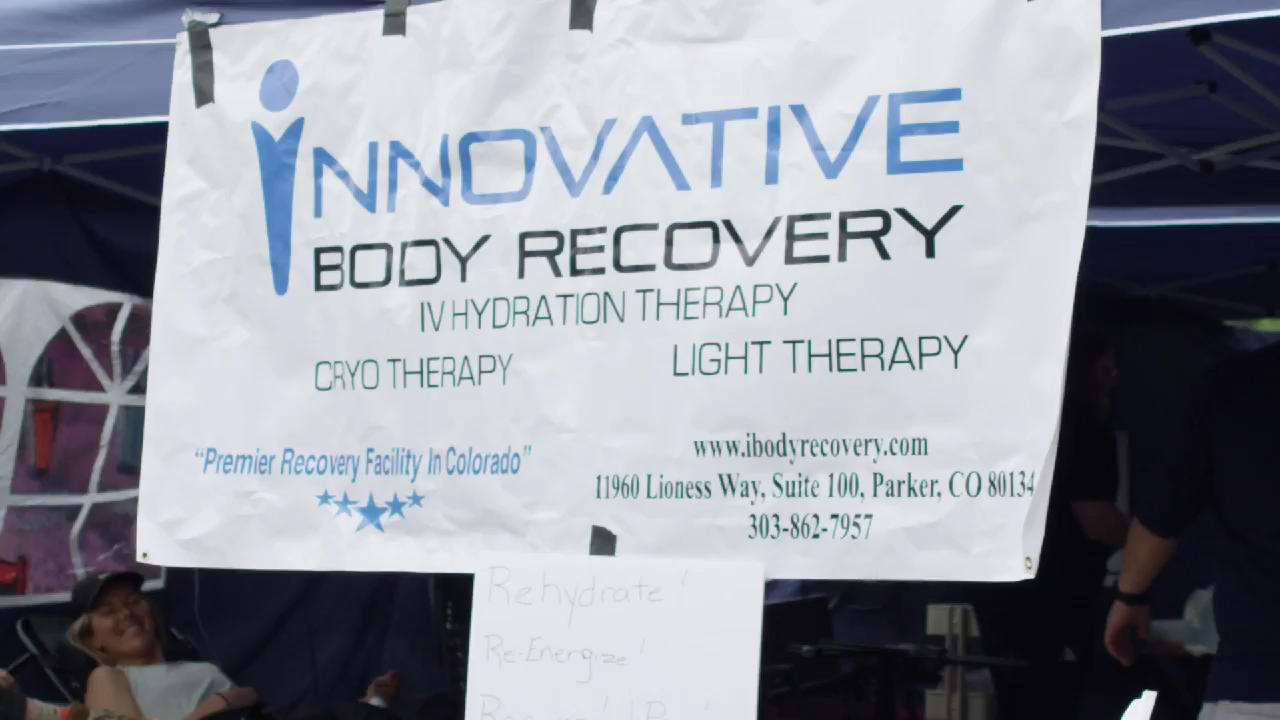 iNNOVATIVE
BODY RECOVERY
IV HYDRATION THERAPY
CRYO THERAPY
LIGHT THERAPY
"Premier Recovery Facility In Colorado"
www.ibodyrecovery.com
11960 Lioness Way, Suite 100, Parker, CO 80134
303-862-7957
Rehydrate!
Re-Energize!